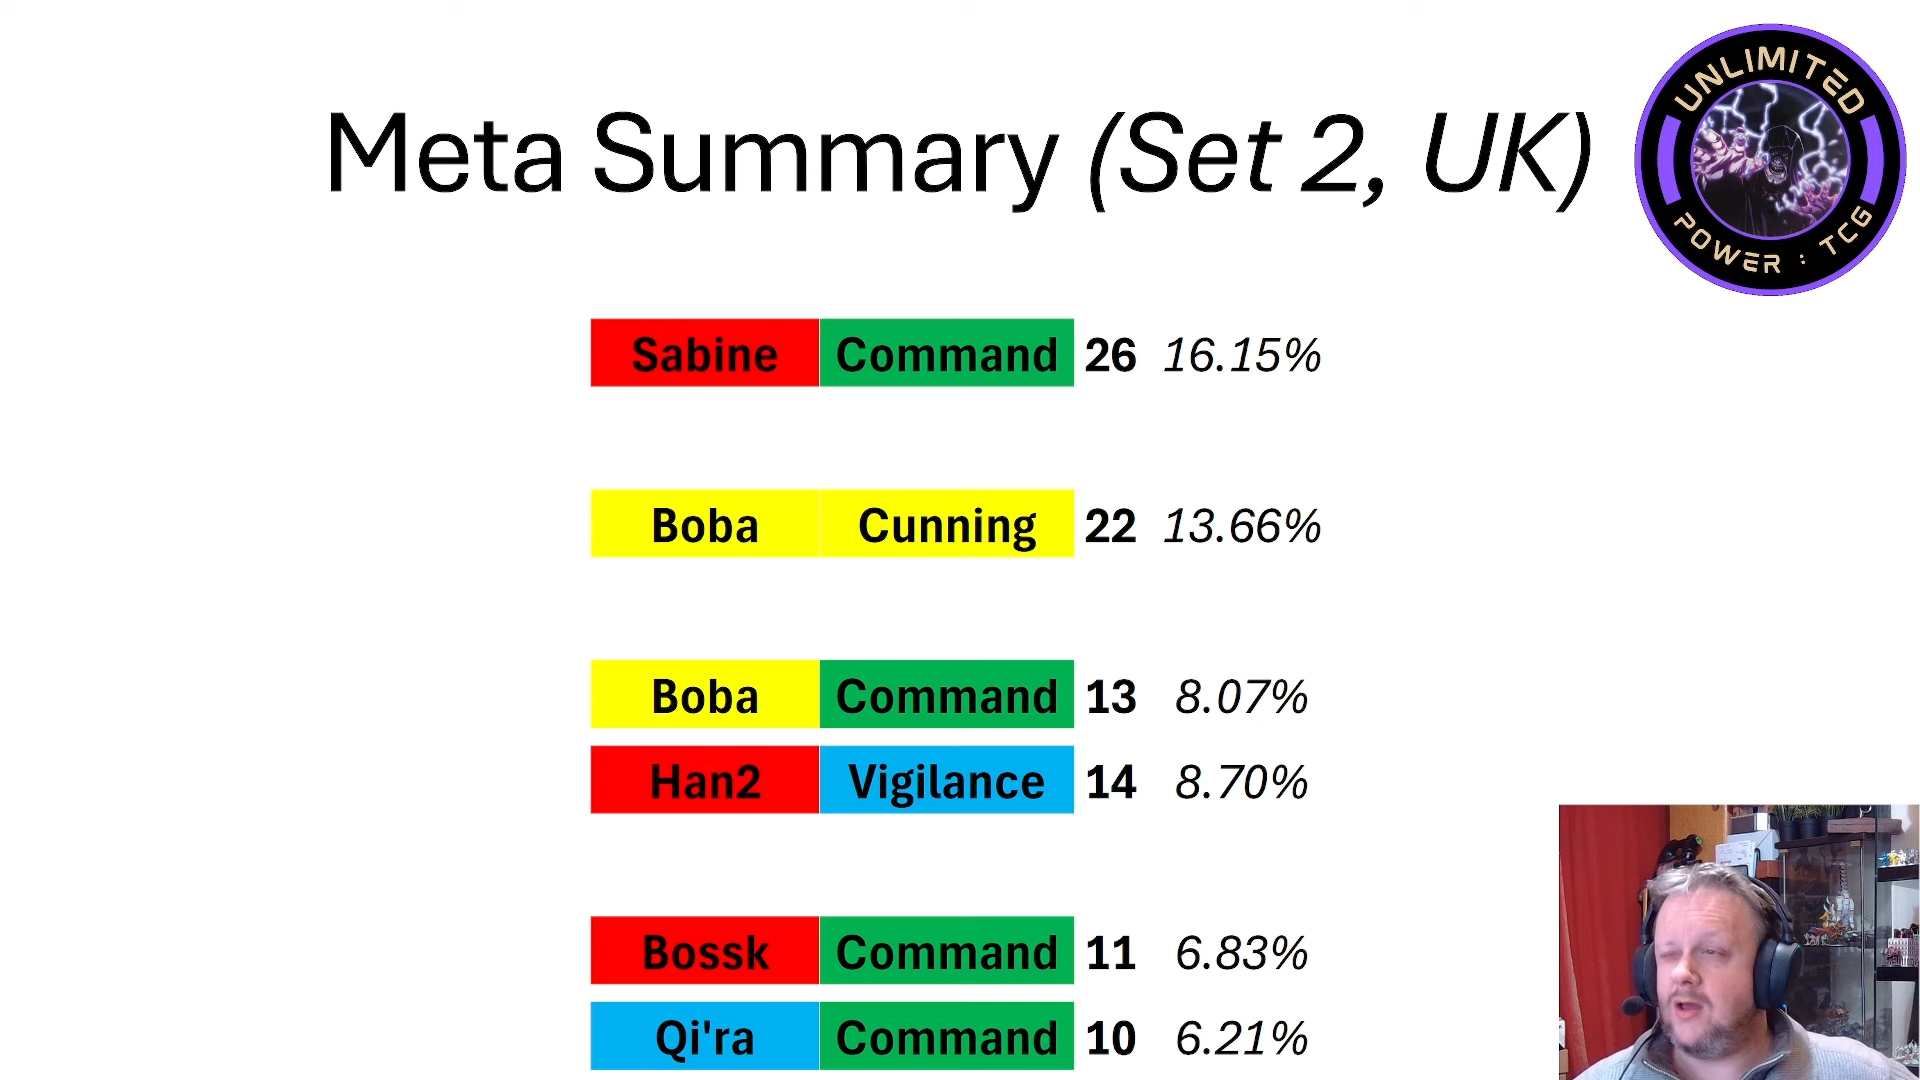 Meta Summary (Set 2, UK)
UNLIMITED
POWER : TCG
Sabine Command 26 16.15%
Boba Cunning 22 13.66%
Boba Command 13 8.07%
Han2 Vigilance 14 8.70%
Bossk Command 11 6.83%
Qi'ra Command 10 6.21%